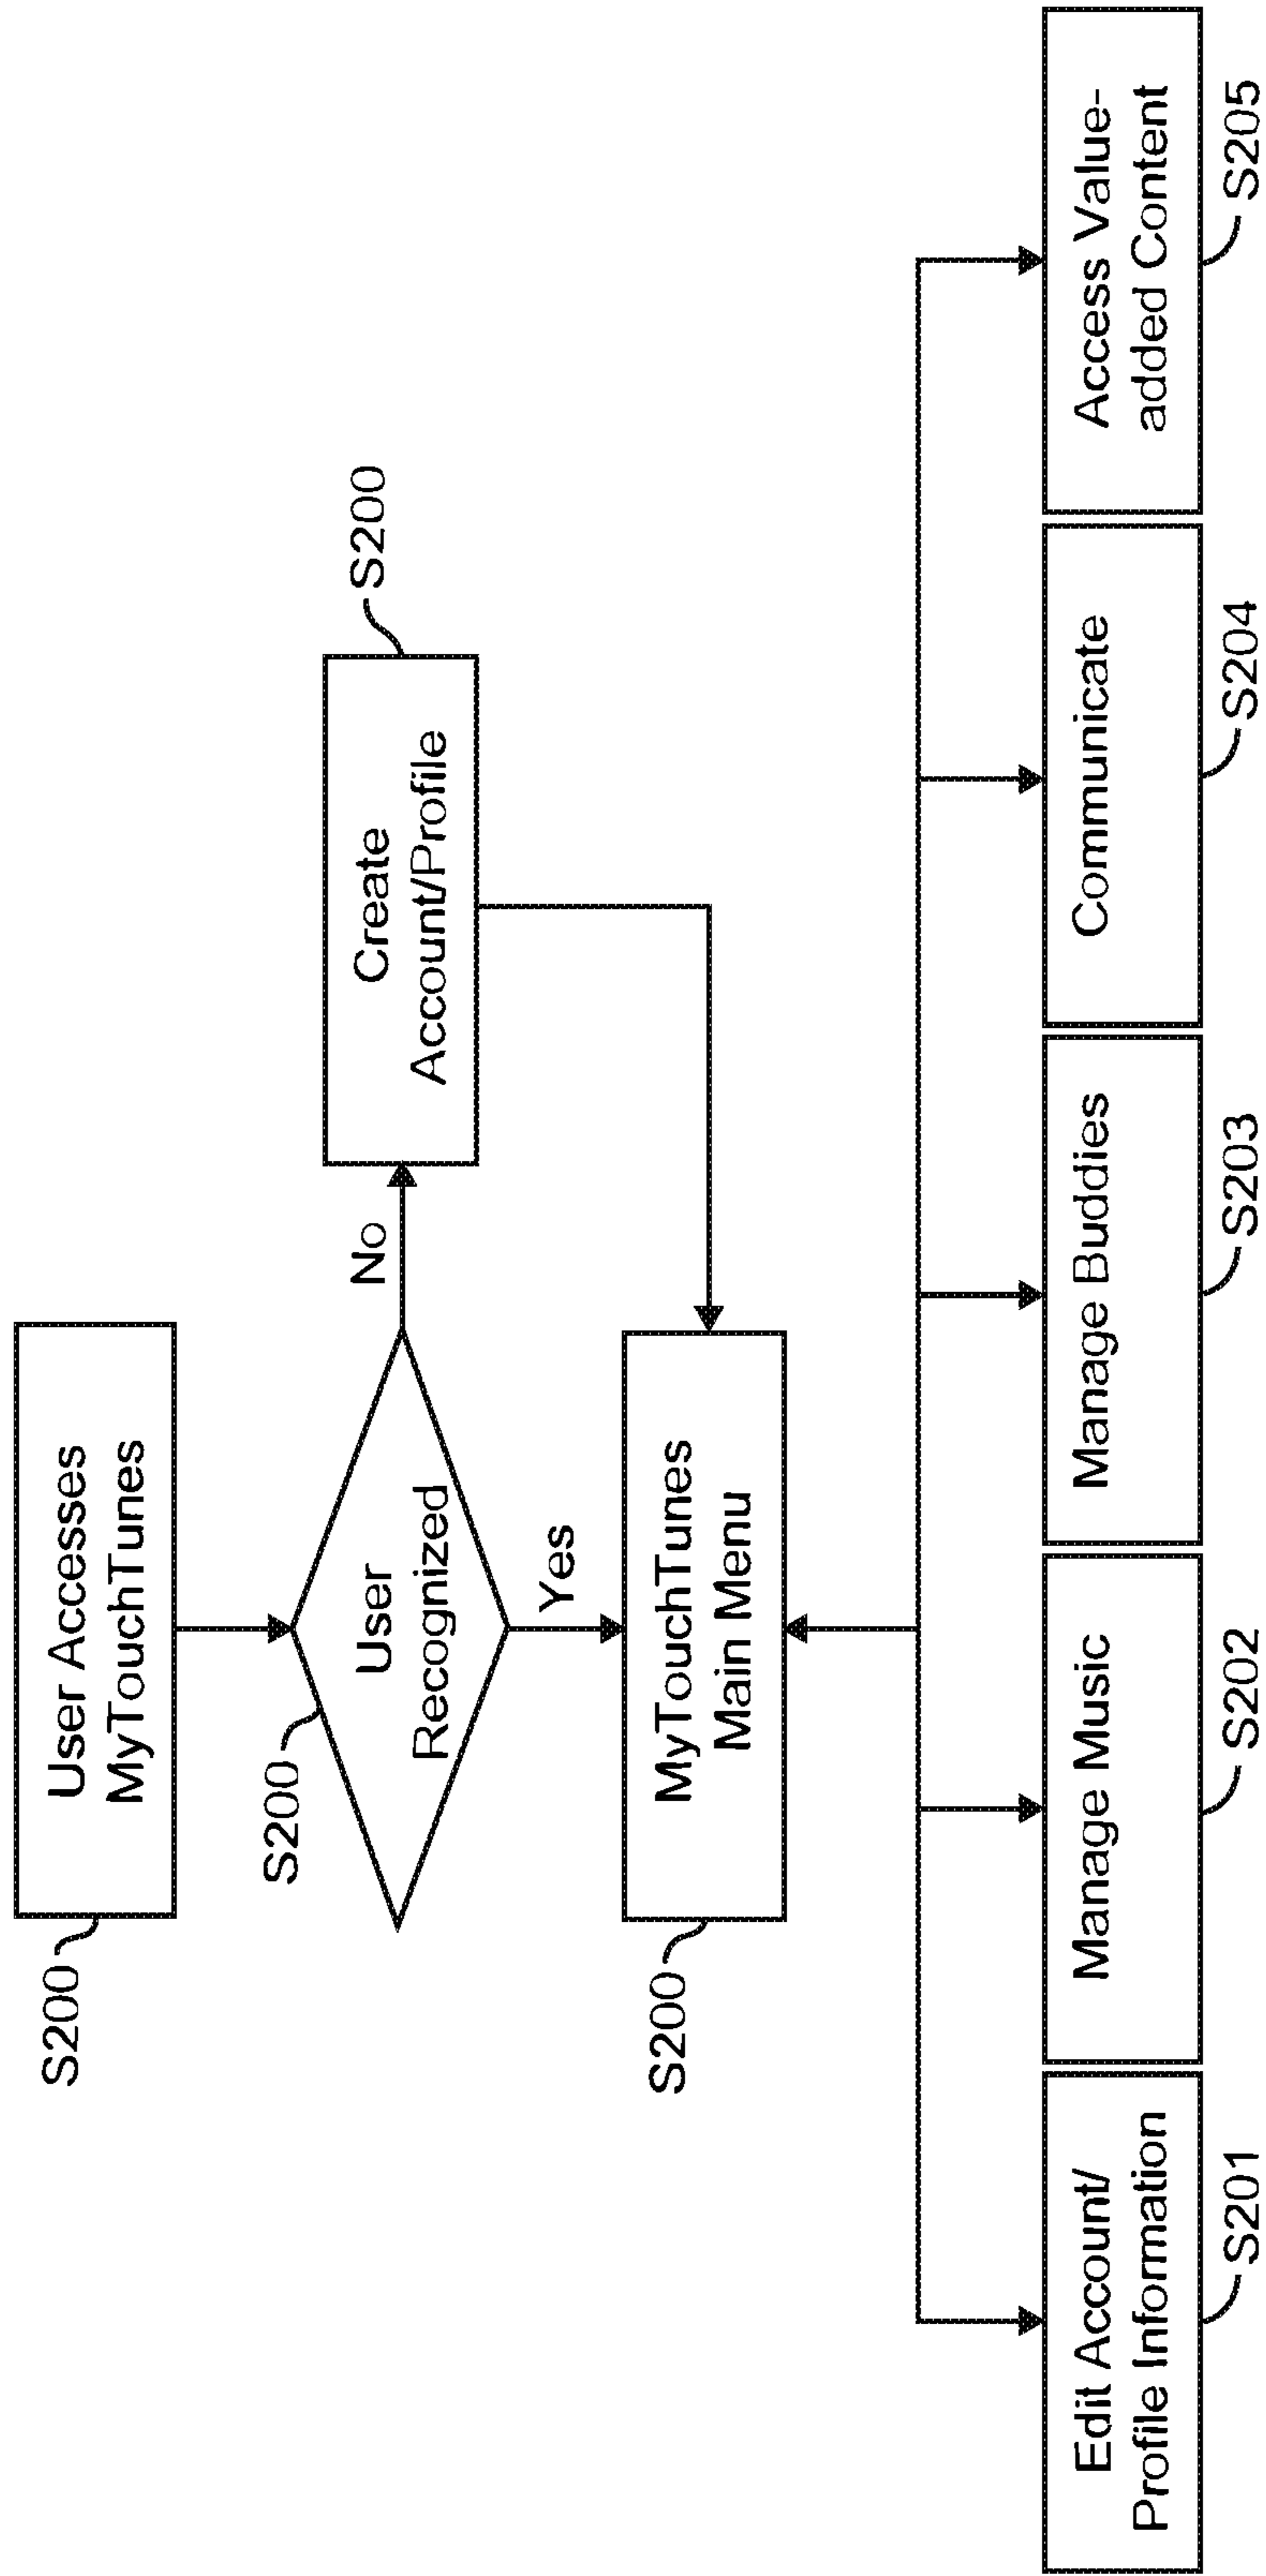 S200
User Accesses
MyTouchTunes
S200
User
Recognized
No
Create
Account/Profile
S200
Yes
S200
MyTouchTunes
Main Menu
Edit Account/
Profile Information
S201
Manage Music
S202
Manage Buddies
S203
Communicate
S204
Access Value-
added Content
S205